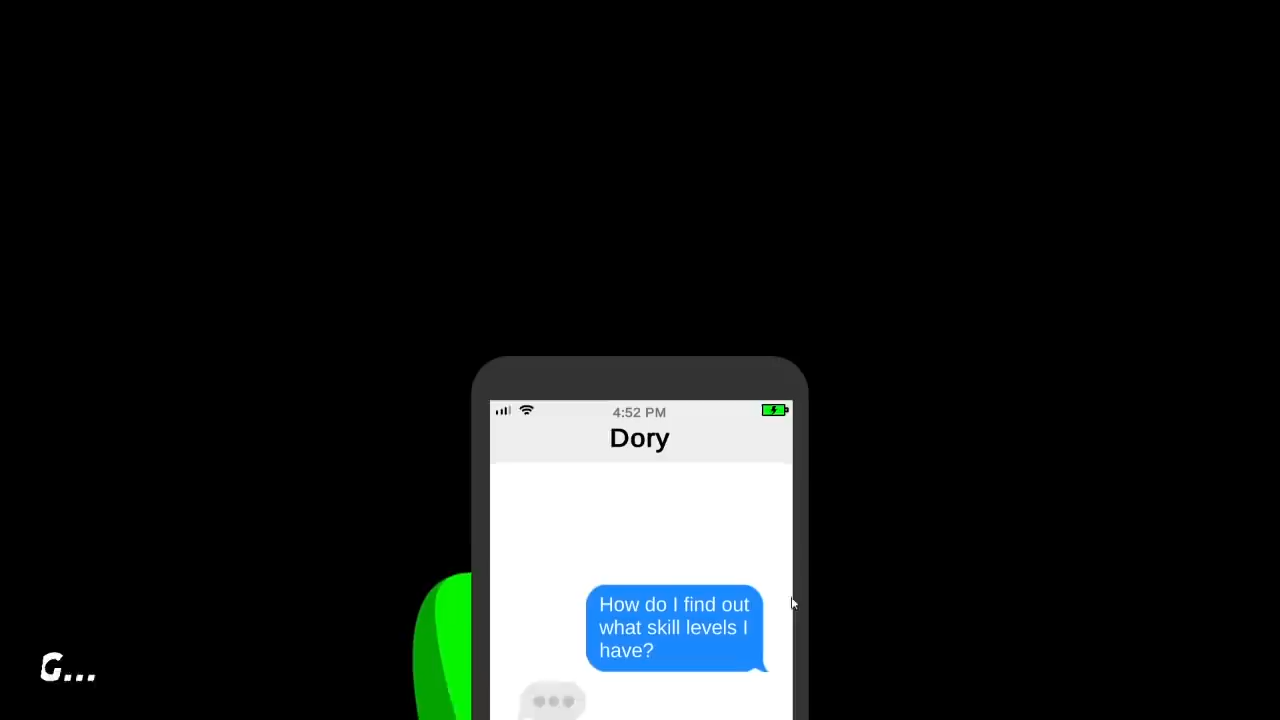 4:52 PM
Dory
How do I find out
what skill levels I
have?
G...